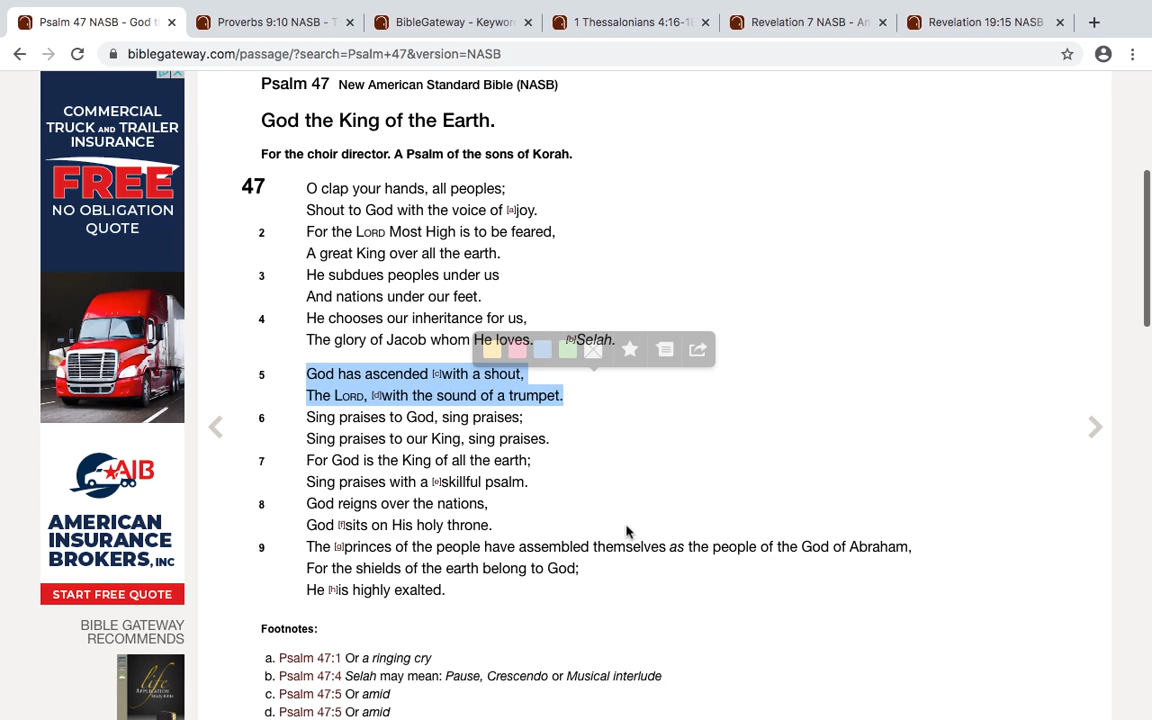 Psalm 47 NASB - God t
Proverbs 9:10 NASB - T
BibleGateway - Keywor
1 Thessalonians 4:16-18
Revelation 7 NASB - An
Revelation 19:15 NASB
biblegateway.com/passage/?search=Psalm+47&version=NASB
COMMERCIAL
TRUCK AND TRAILER
INSURANCE
FREE
NO OBLIGATION
QUOTE
AIB
AMERICAN
INSURANCE
BROKERS, INC
START FREE QUOTE
BIBLE GATEWAY
RECOMMENDS
life
Psalm 47 New American Standard Bible (NASB)
God the King of the Earth.
For the choir director. A Psalm of the sons of Korah.
47 O clap your hands, all peoples;
Shout to God with the voice of [a]joy.
2 For the LORD Most High is to be feared,
A great King over all the earth.
3 He subdues peoples under us
And nations under our feet.
4 He chooses our inheritance for us,
The glory of Jacob whom He loves. [b]Selah.
5 God has ascended [c]with a shout,
The LORD, [d]with the sound of a trumpet.
6 Sing praises to God, sing praises;
Sing praises to our King, sing praises.
7 For God is the King of all the earth;
Sing praises with a [e]skillful psalm.
8 God reigns over the nations,
God [f]sits on His holy throne.
9 The [g]princes of the people have assembled themselves as the people of the God of Abraham,
For the shields of the earth belong to God;
He [h]is highly exalted.
Footnotes:
a. Psalm 47:1 Or a ringing cry
b. Psalm 47:4 Selah may mean: Pause, Crescendo or Musical interlude
c. Psalm 47:5 Or amid
d. Psalm 47:5 Or amid